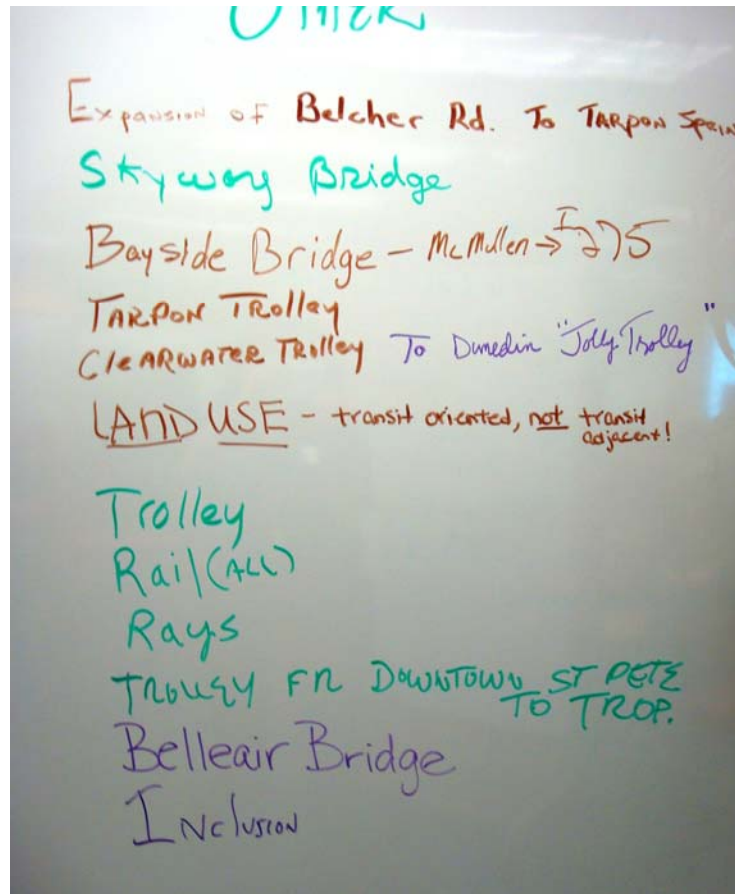 Other
Expansion of Belcher Rd. To TARPON Sprin
Skyway Bridge
Bayside Bridge - McMullen → I 275
TARPON TRolley
CleARWATER TRolley To Dunedin "Jolly Trolley"
LAND USE - transit oriented, not transit
adjacent!
Trolley
Rail (ALL)
Rays
TROLLEY FR DOWNTOWN ST PETE
TO TROP.
Belleair Bridge
INclusion